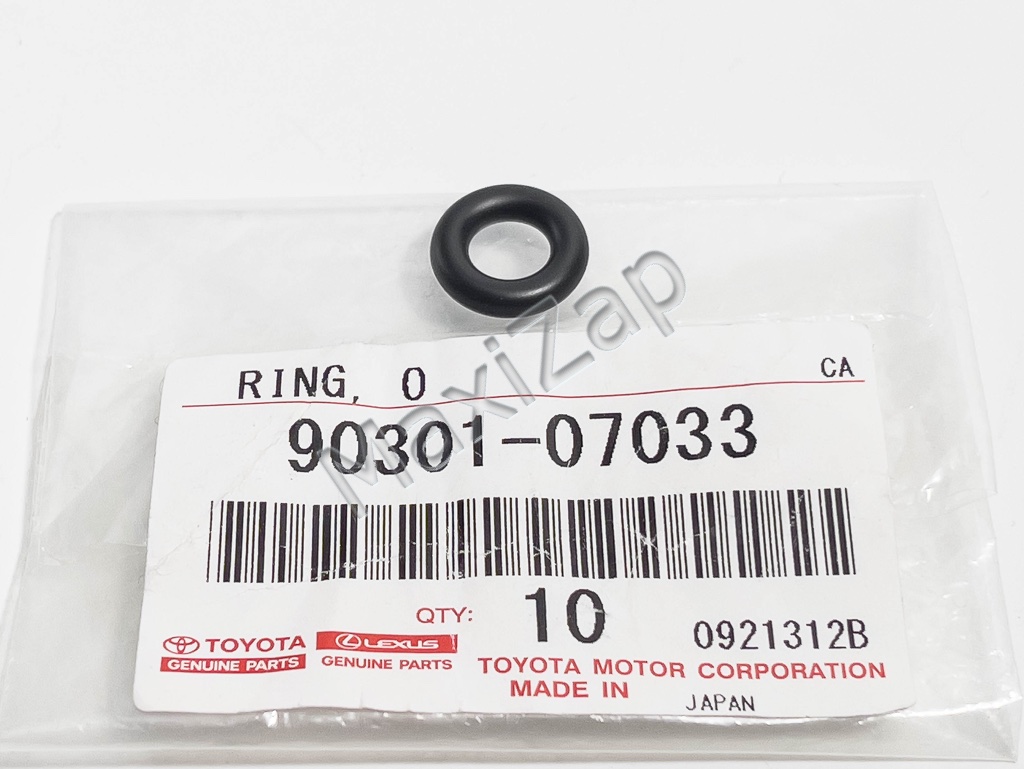 MaxiZap
RING, O
CA
90301-07033
QTY: 10
0921312B
TOYOTA
GENUINE PARTS
LEXUS
GENUINE PARTS
TOYOTA MOTOR CORPORATION
MADE IN JAPAN